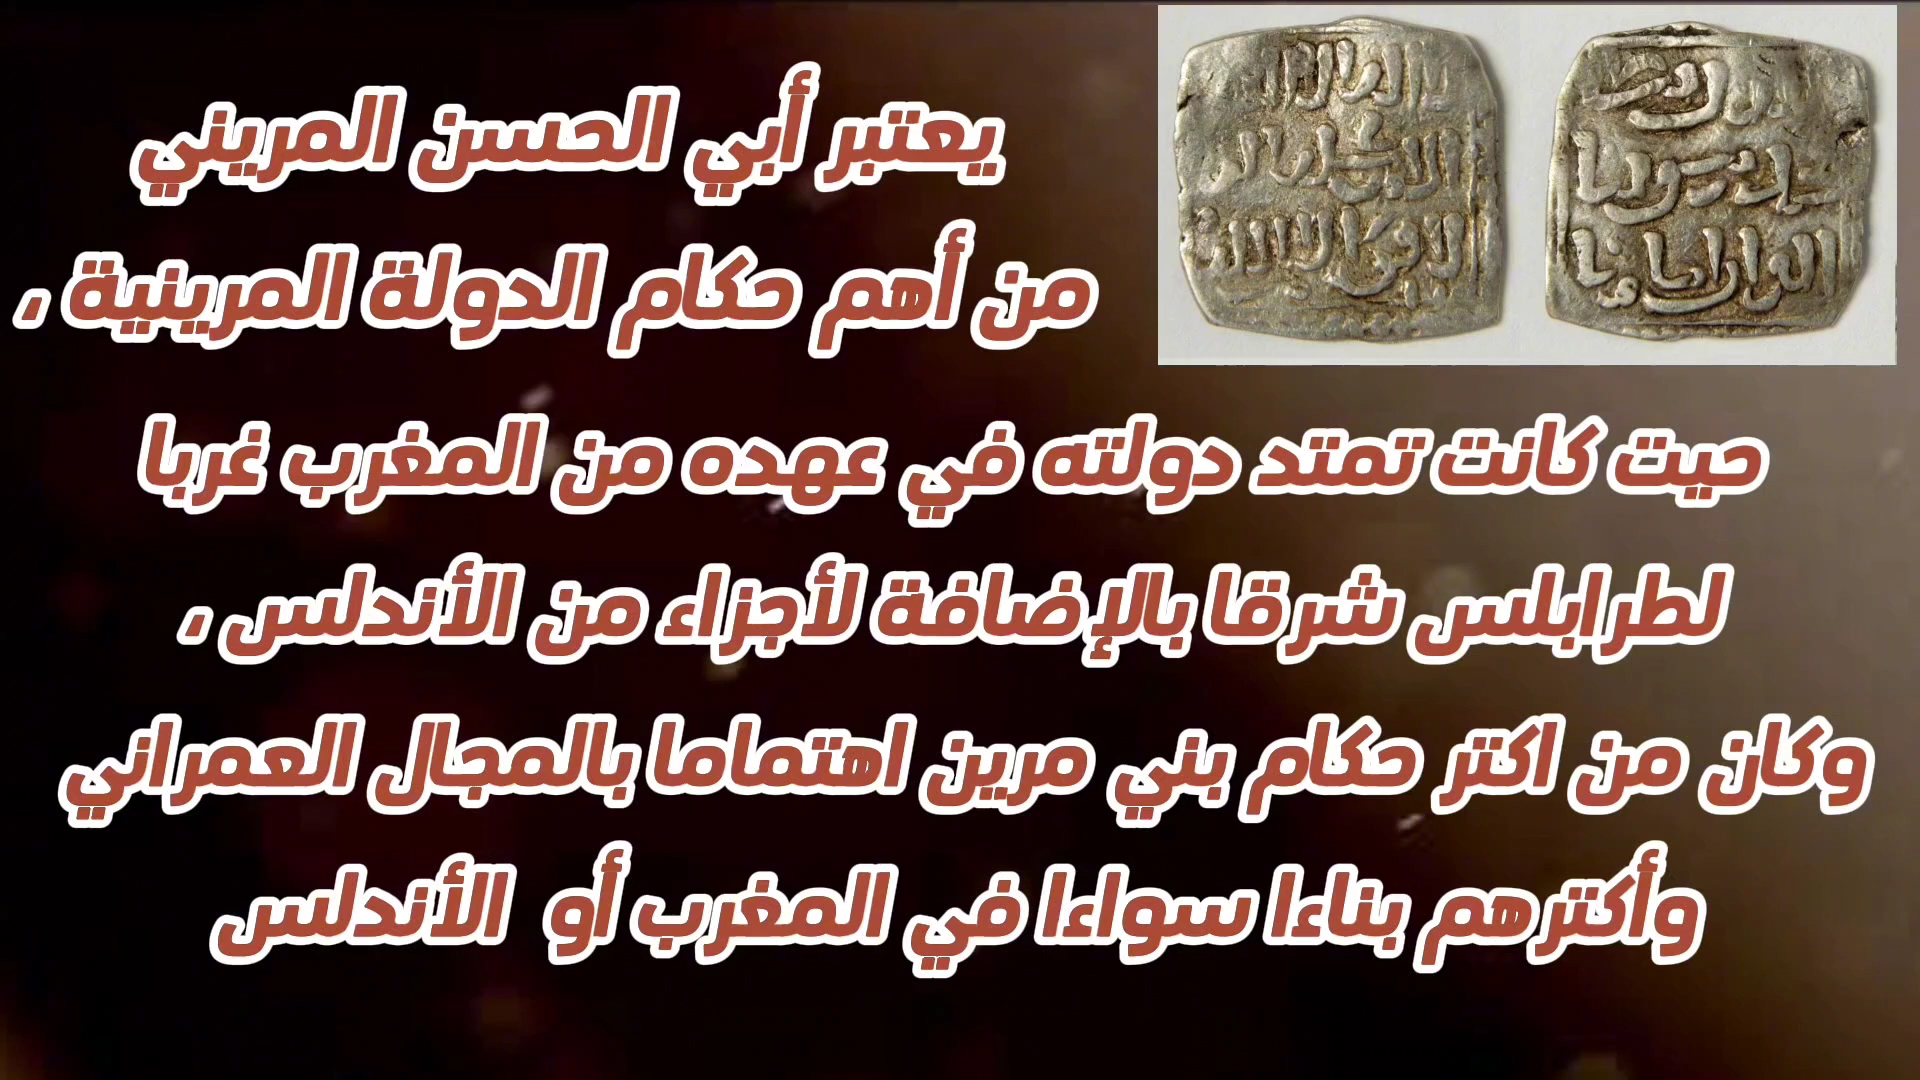 يعتبر أبي الحسن المريني
من أهم حكام الدولة المرينية ،
حيت كانت تمتد دولته في عهده من المغرب غربا
لطرابلس شرقا بالإضافة لأجزاء من الأندلس ،
وكان من اكتر حكام بني مرين اهتماما بالمجال العمراني
وأكترهم بناءا سواءا في المغرب أو الأندلس